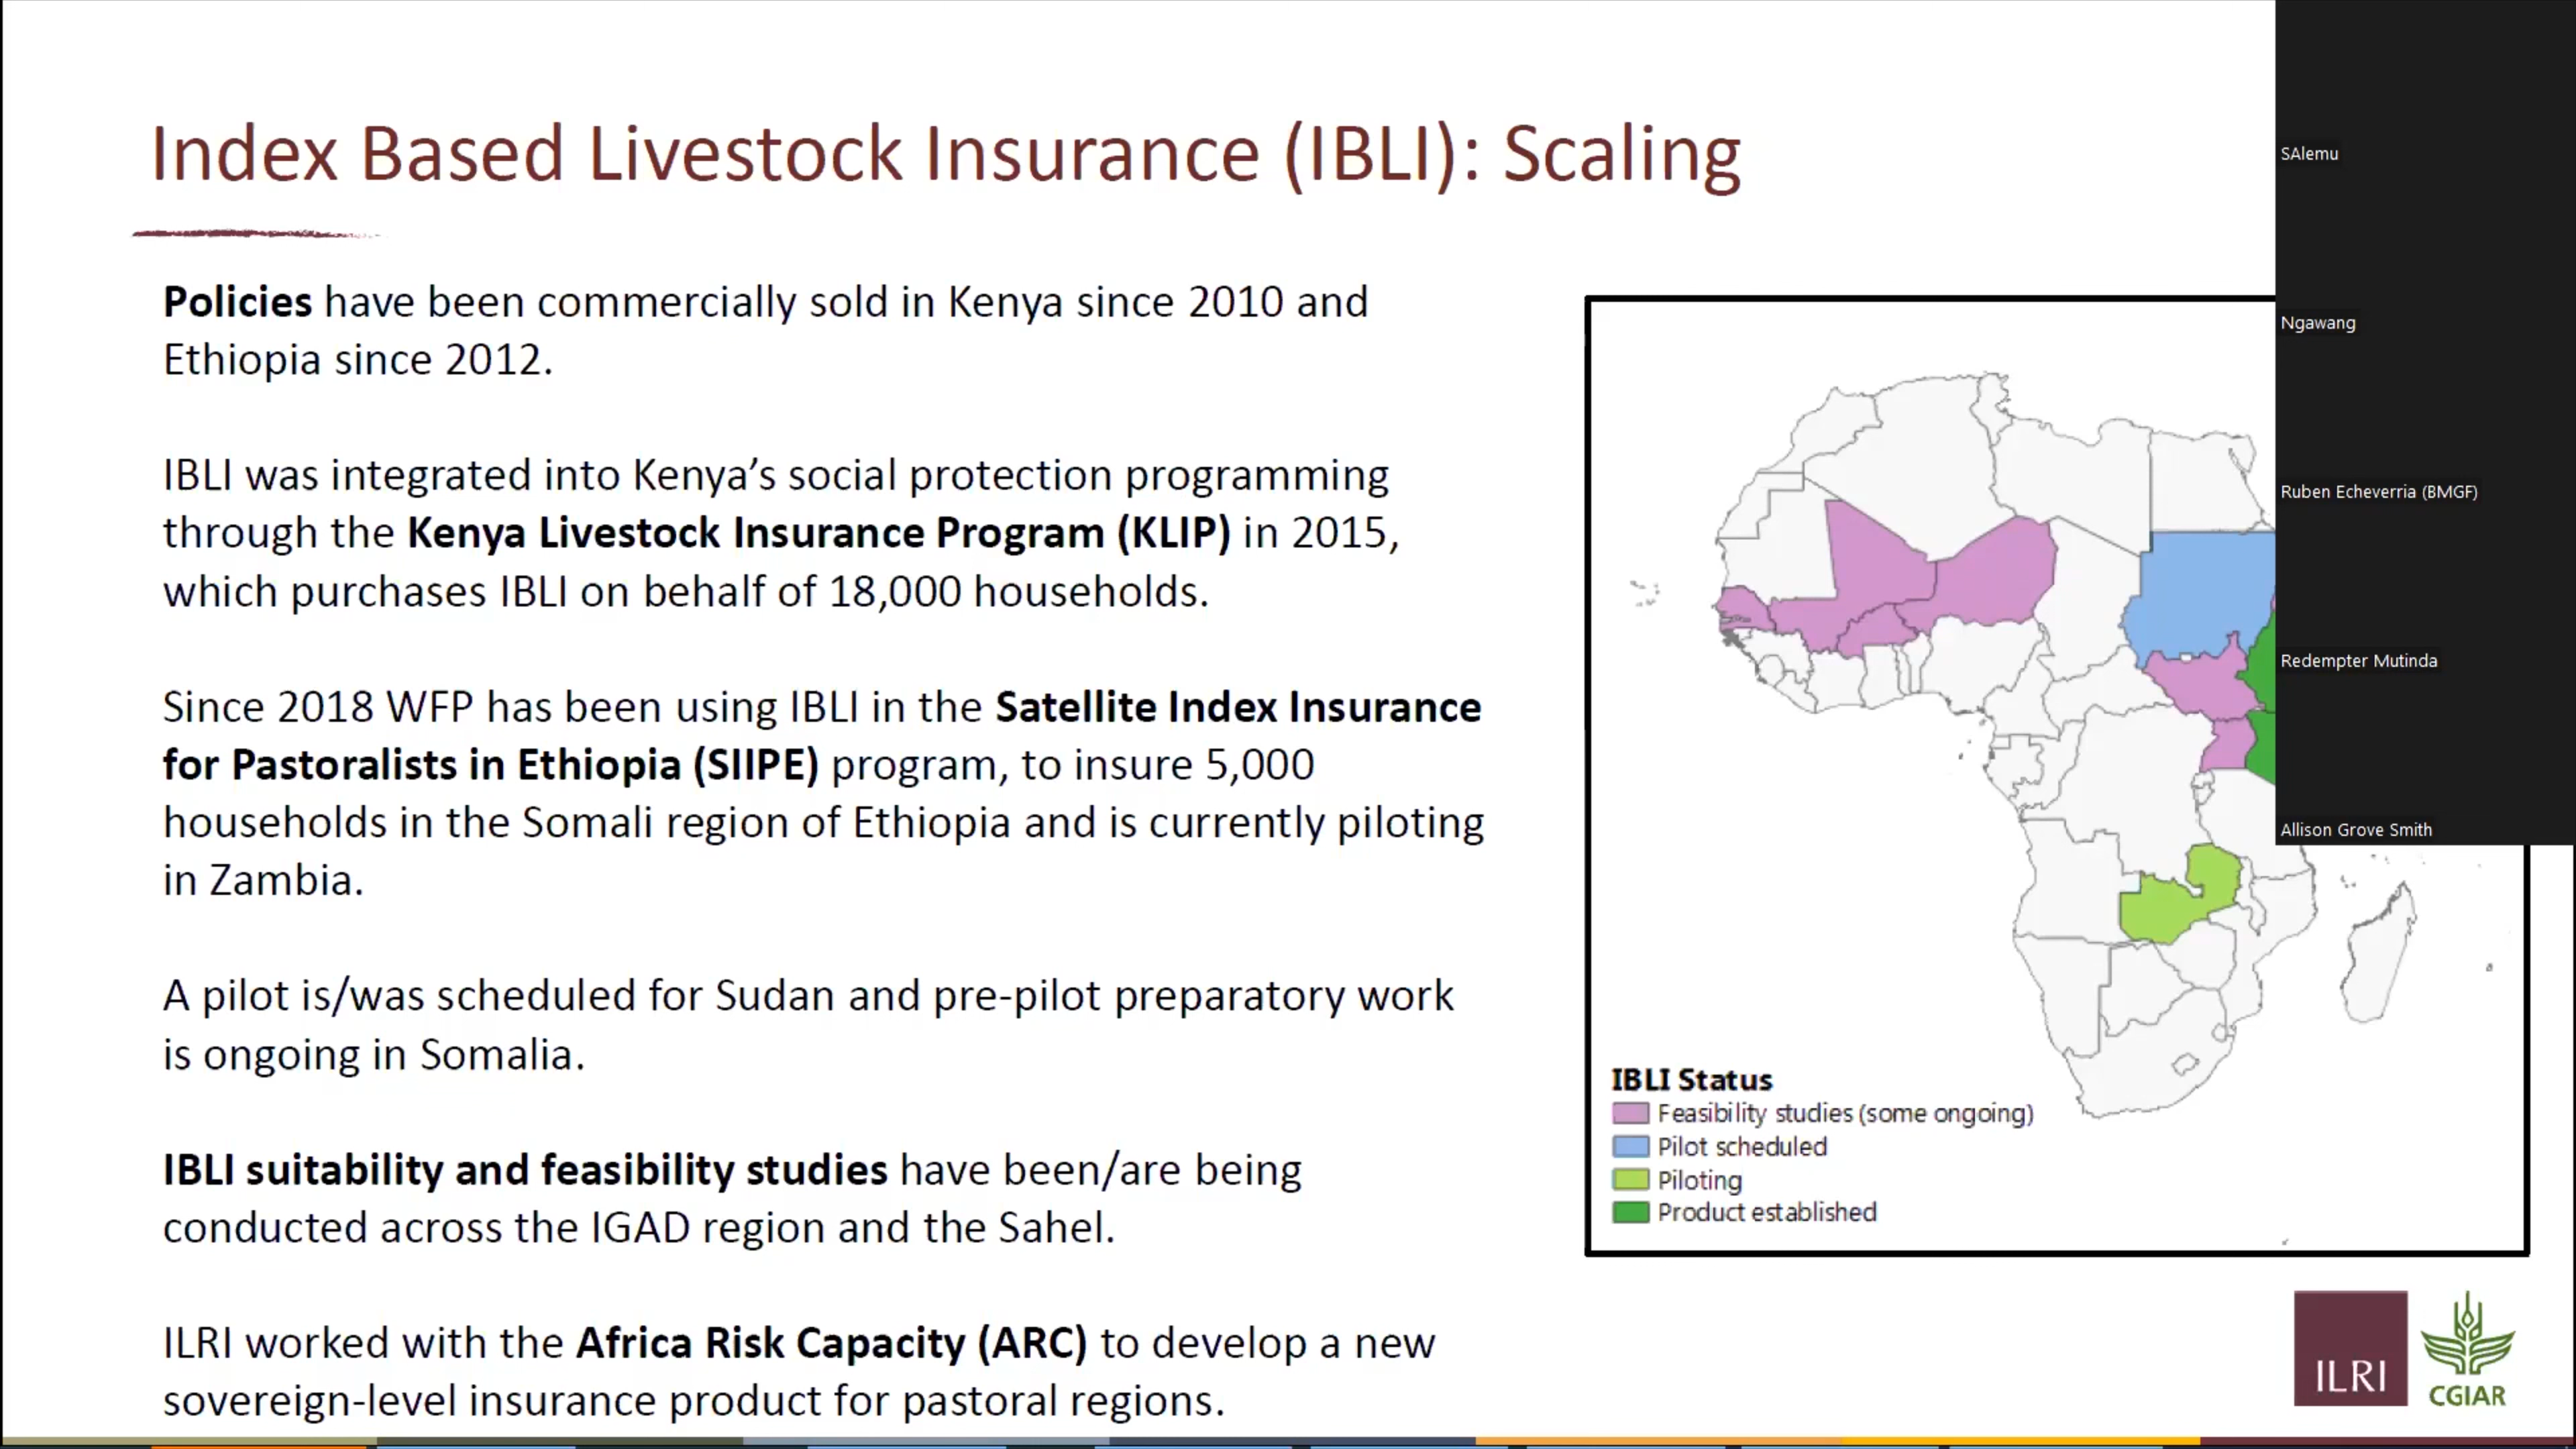 Index Based Livestock Insurance (IBLI): Scaling
Policies have been commercially sold in Kenya since 2010 and
Ethiopia since 2012.
IBLI was integrated into Kenya’s social protection programming
through the Kenya Livestock Insurance Program (KLIP) in 2015,
which purchases IBLI on behalf of 18,000 households.
Since 2018 WFP has been using IBLI in the Satellite Index Insurance
for Pastoralists in Ethiopia (SIIPE) program, to insure 5,000
households in the Somali region of Ethiopia and is currently piloting
in Zambia.
A pilot is/was scheduled for Sudan and pre-pilot preparatory work
is ongoing in Somalia.
IBLI suitability and feasibility studies have been/are being
conducted across the IGAD region and the Sahel.
ILRI worked with the Africa Risk Capacity (ARC) to develop a new
sovereign-level insurance product for pastoral regions.
IBLI Status
Feasibility studies (some ongoing)
Pilot scheduled
Piloting
Product established
SAlemu
Ngawang
Ruben Echeverria (BMGF)
Redempter Mutinda
Allison Grove Smith
ILRI
CGIAR